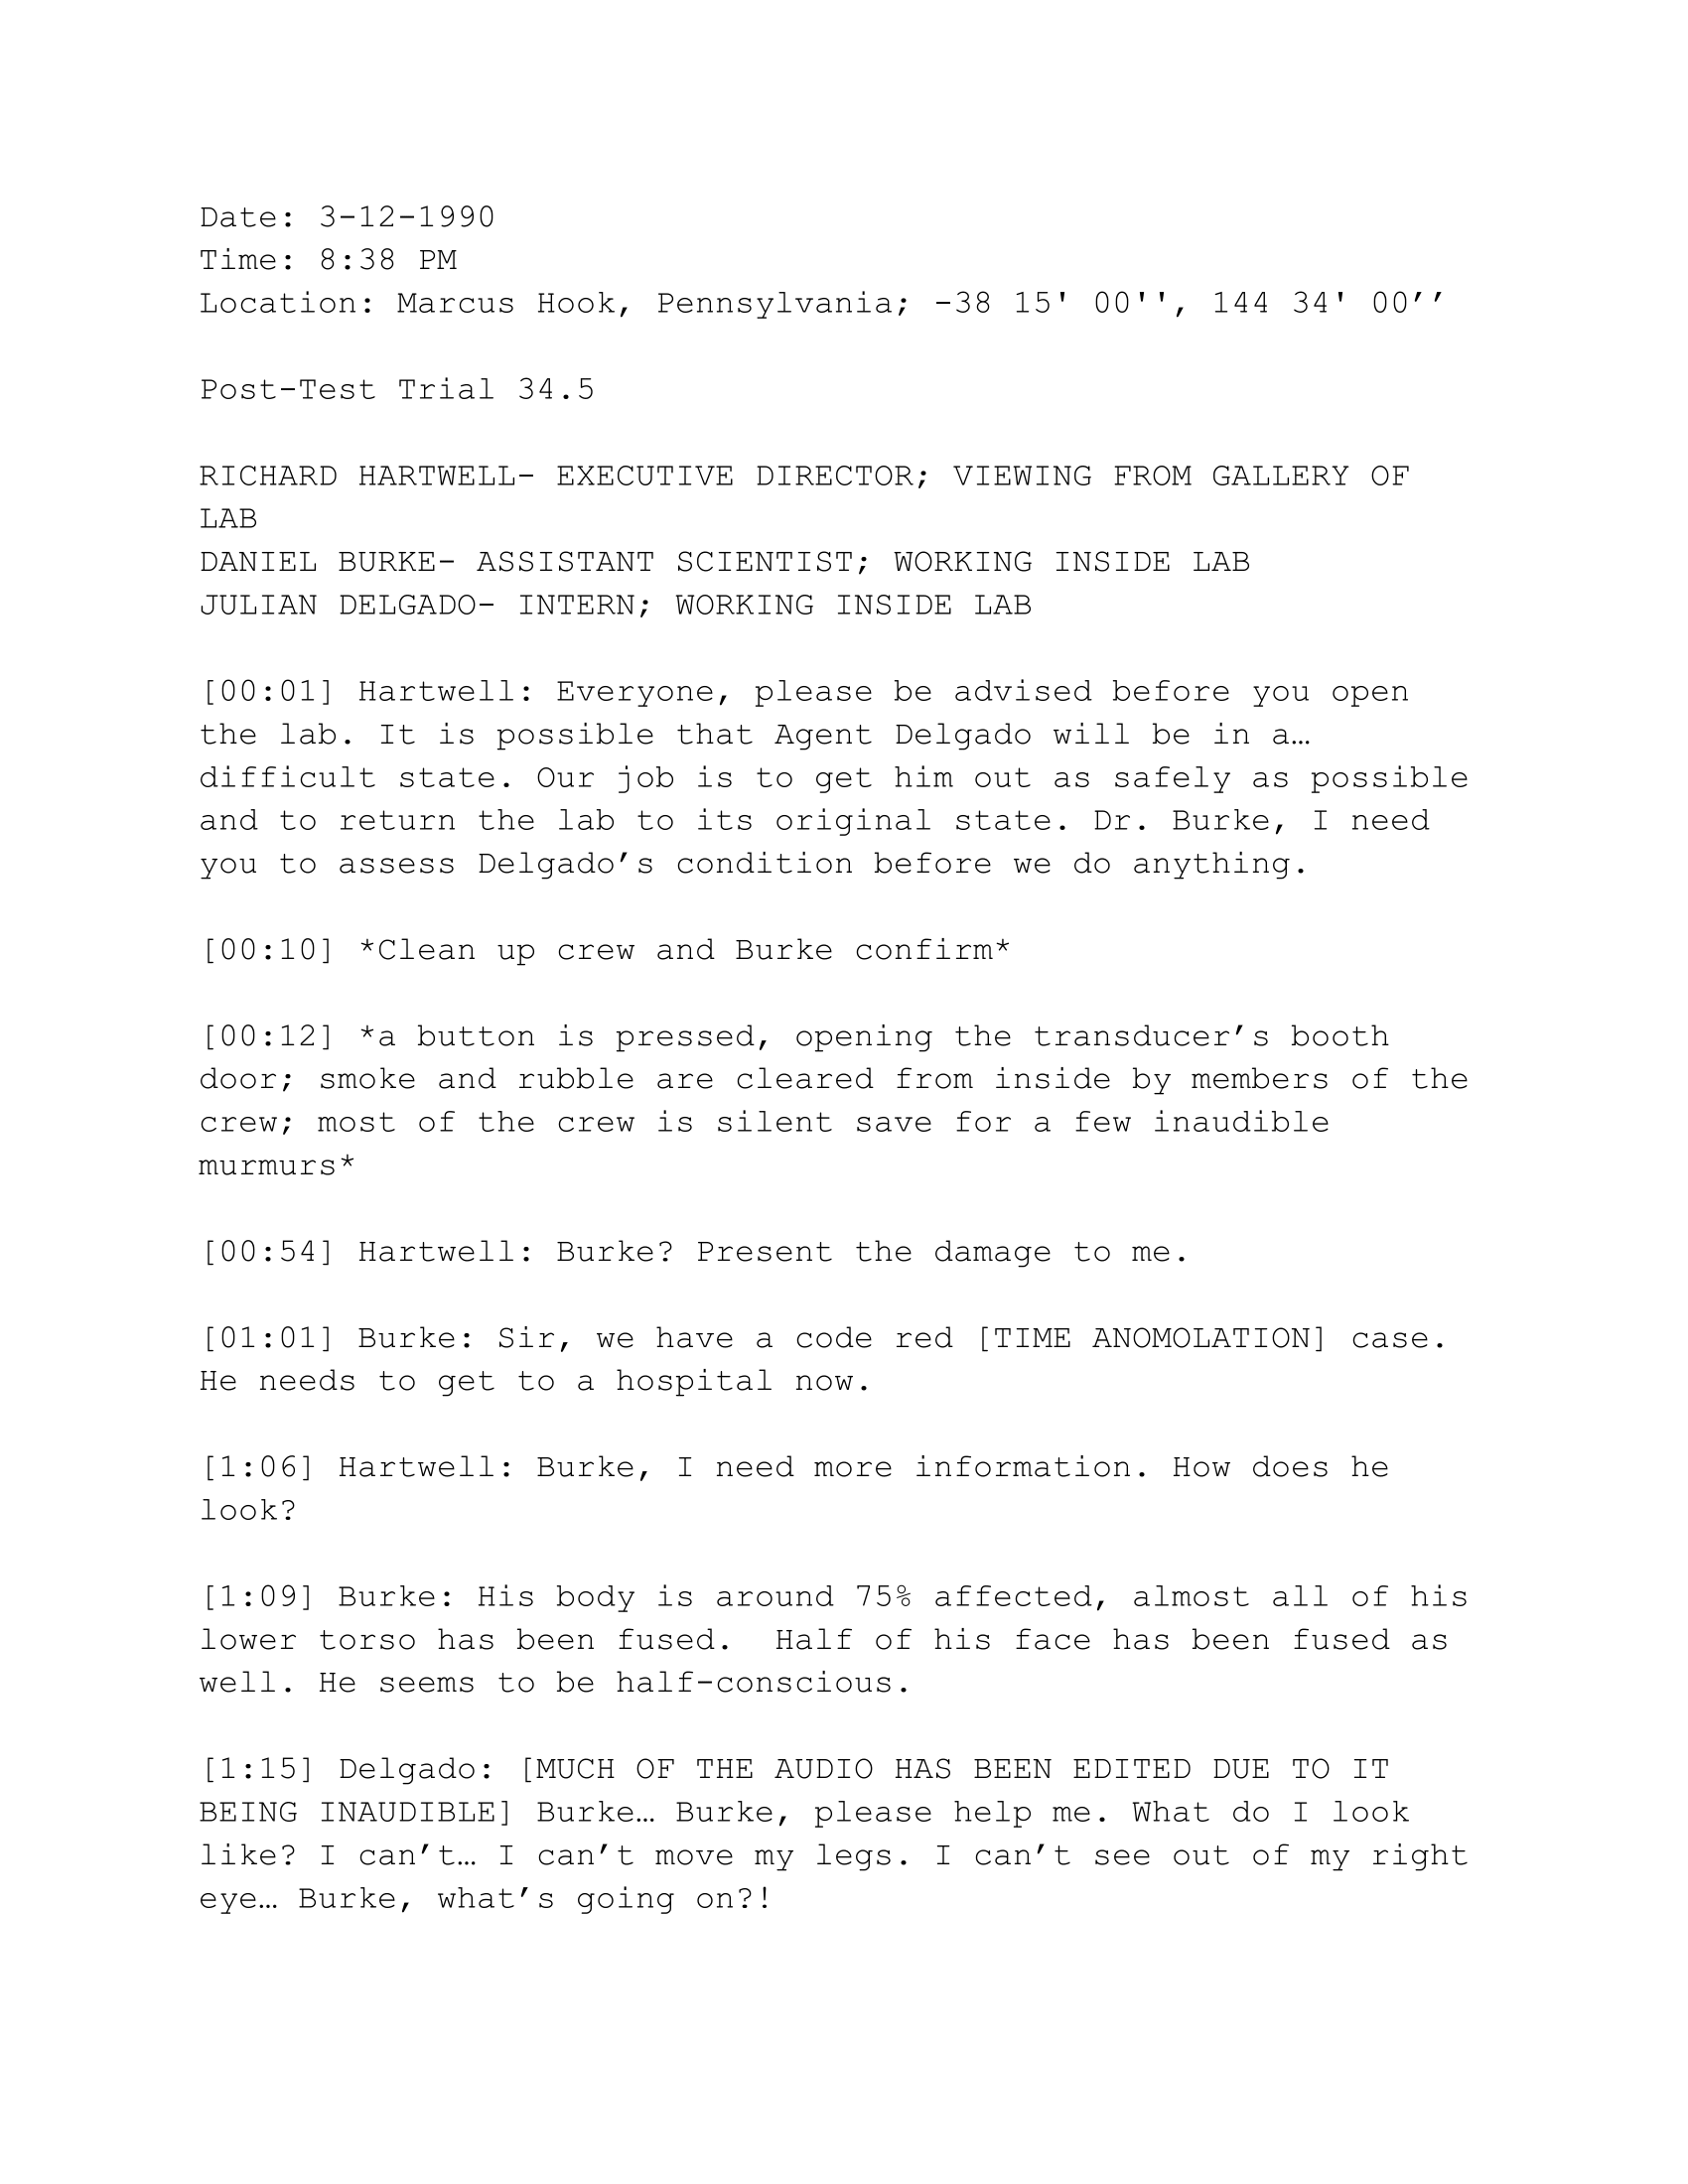 Date: 3-12-1990
Time: 8:38 PM
Location: Marcus Hook, Pennsylvania; -38 15' 00'', 144 34' 00’’
Post-Test Trial 34.5
RICHARD HARTWELL- EXECUTIVE DIRECTOR; VIEWING FROM GALLERY OF
LAB
DANIEL BURKE- ASSISTANT SCIENTIST; WORKING INSIDE LAB
JULIAN DELGADO- INTERN; WORKING INSIDE LAB
[00:01] Hartwell: Everyone, please be advised before you open
the lab. It is possible that Agent Delgado will be in a…
difficult state. Our job is to get him out as safely as possible
and to return the lab to its original state. Dr. Burke, I need
you to assess Delgado’s condition before we do anything.
[00:10] *Clean up crew and Burke confirm*
[00:12] *a button is pressed, opening the transducer’s booth
door; smoke and rubble are cleared from inside by members of the
crew; most of the crew is silent save for a few inaudible
murmurs*
[00:54] Hartwell: Burke? Present the damage to me.
[01:01] Burke: Sir, we have a code red [TIME ANOMOLATION] case.
He needs to get to a hospital now.
[1:06] Hartwell: Burke, I need more information. How does he
look?
[1:09] Burke: His body is around 75% affected, almost all of his
lower torso has been fused.  Half of his face has been fused as
well. He seems to be half-conscious.
[1:15] Delgado: [MUCH OF THE AUDIO HAS BEEN EDITED DUE TO IT
BEING INAUDIBLE] Burke… Burke, please help me. What do I look
like? I can’t… I can’t move my legs. I can’t see out of my right
eye… Burke, what’s going on?!